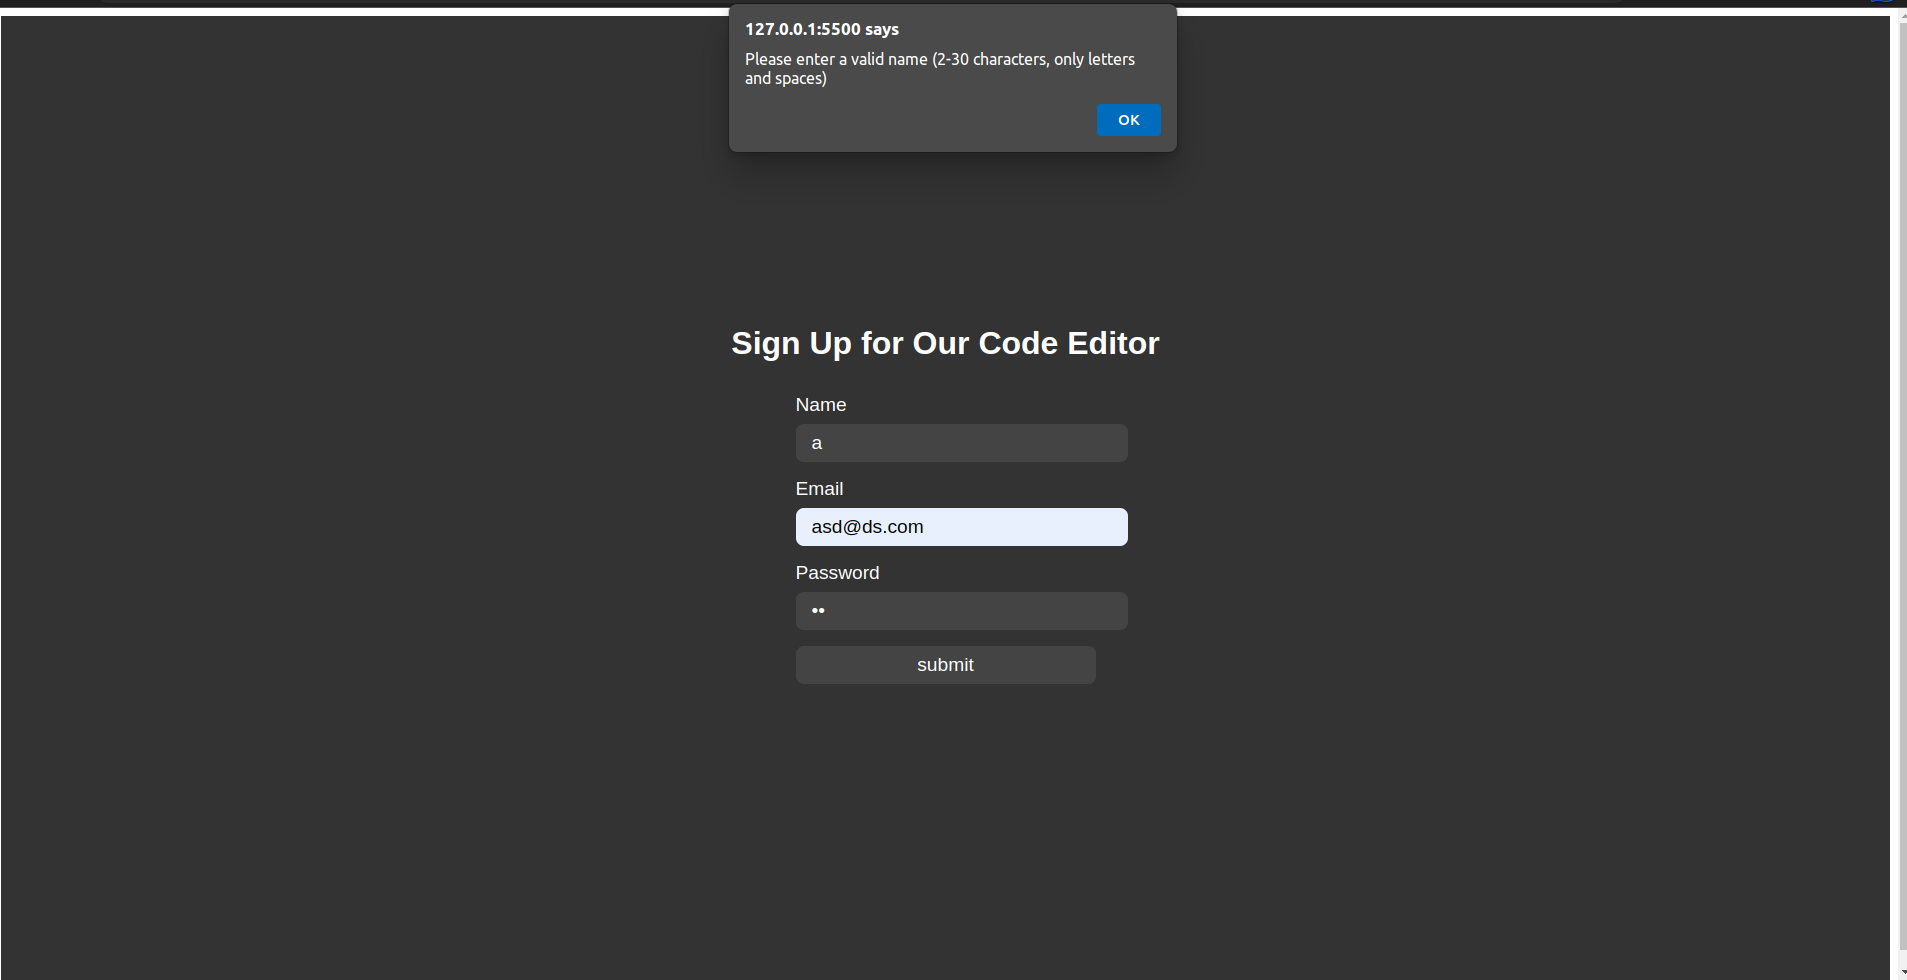 127.0.0.1:5500 says
Please enter a valid name (2-30 characters, only letters
and spaces)
OK
Sign Up for Our Code Editor
Name
a
Email
asd@ds.com
Password
••
submit